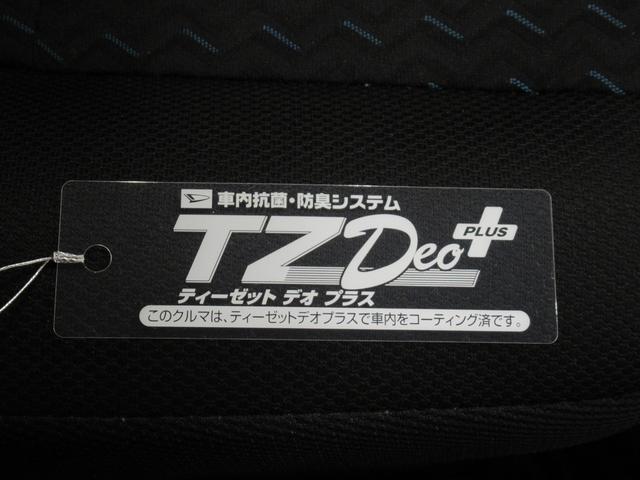 車内抗菌・防臭システム
TZ Deo PLUS
ティーゼット デオ プラス
このクルマは、ティーゼットデオプラスで車内をコーティング済です。